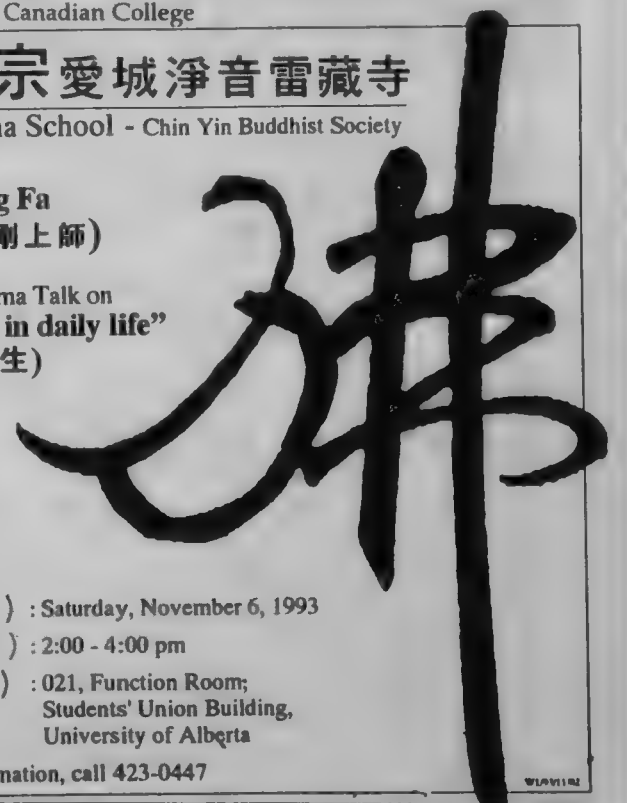 Canadian College
宗愛城淨音雷藏寺
a School - Chin Yin Buddhist Society
g Fa
剛上師)
ma Talk on
in daily life”
生)
佛
) : Saturday, November 6, 1993
) : 2:00 - 4:00 pm
) : 021, Function Room;
Students' Union Building,
University of Alberta
mation, call 423-0447